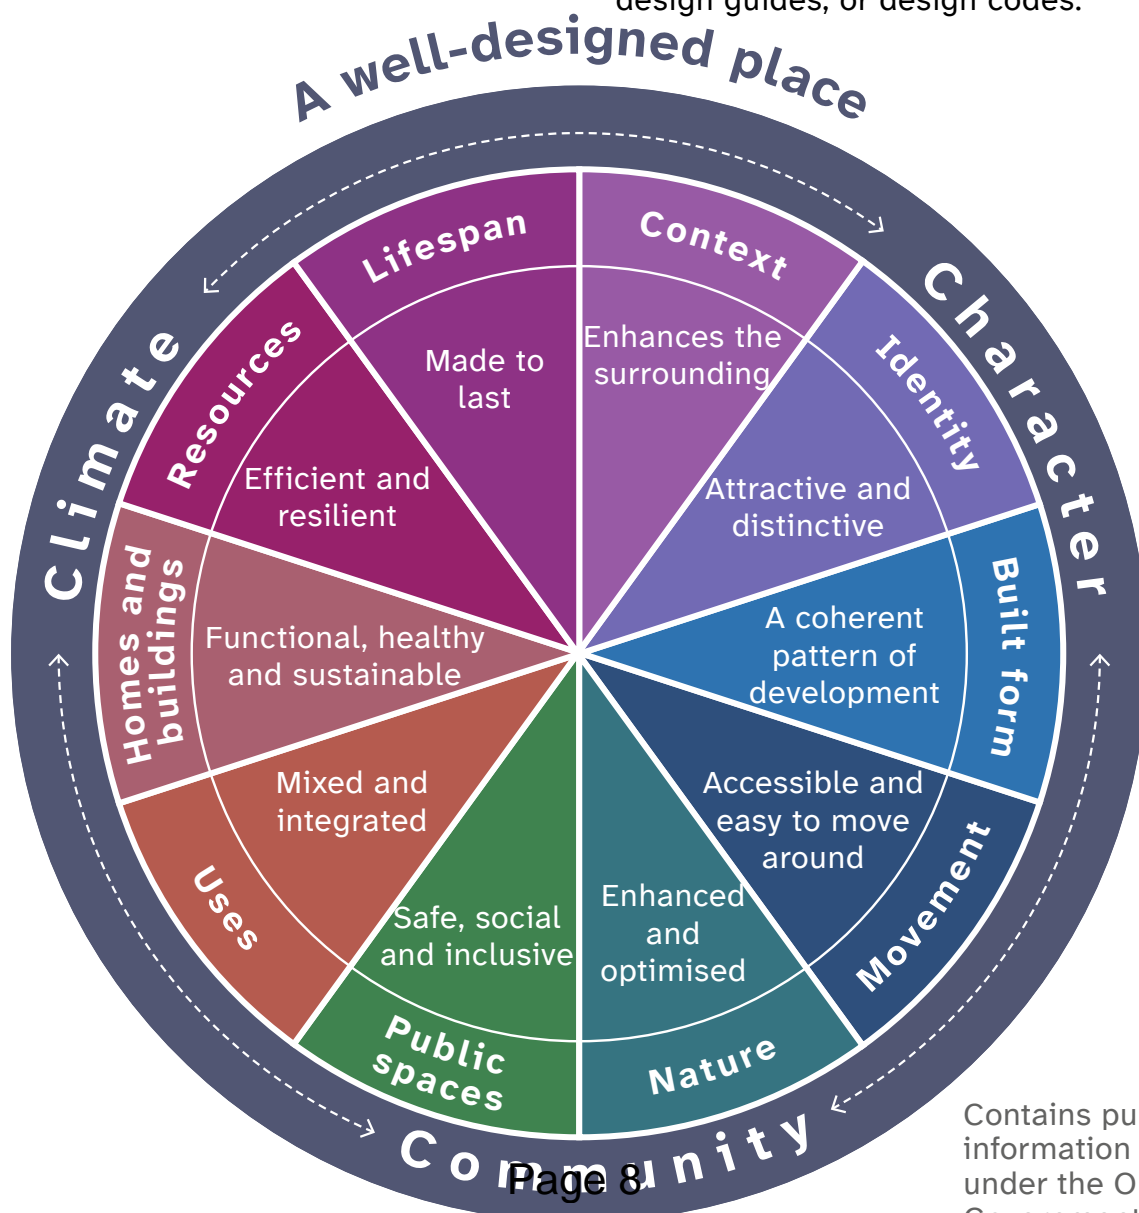 design guides, or design codes.
A well-designed place
Climate
Character
Community
Lifespan
Made to
last
Context
Enhances the
surrounding
Identity
Attractive and
distinctive
Built form
A coherent
pattern of
development
Movement
Accessible and
easy to move
around
Nature
Enhanced
and
optimised
Public
spaces
Safe, social
and inclusive
Uses
Mixed and
integrated
Homes and
buildings
Functional, healthy
and sustainable
Resources
Efficient and
resilient
Page 8
Contains pu
information
under the O